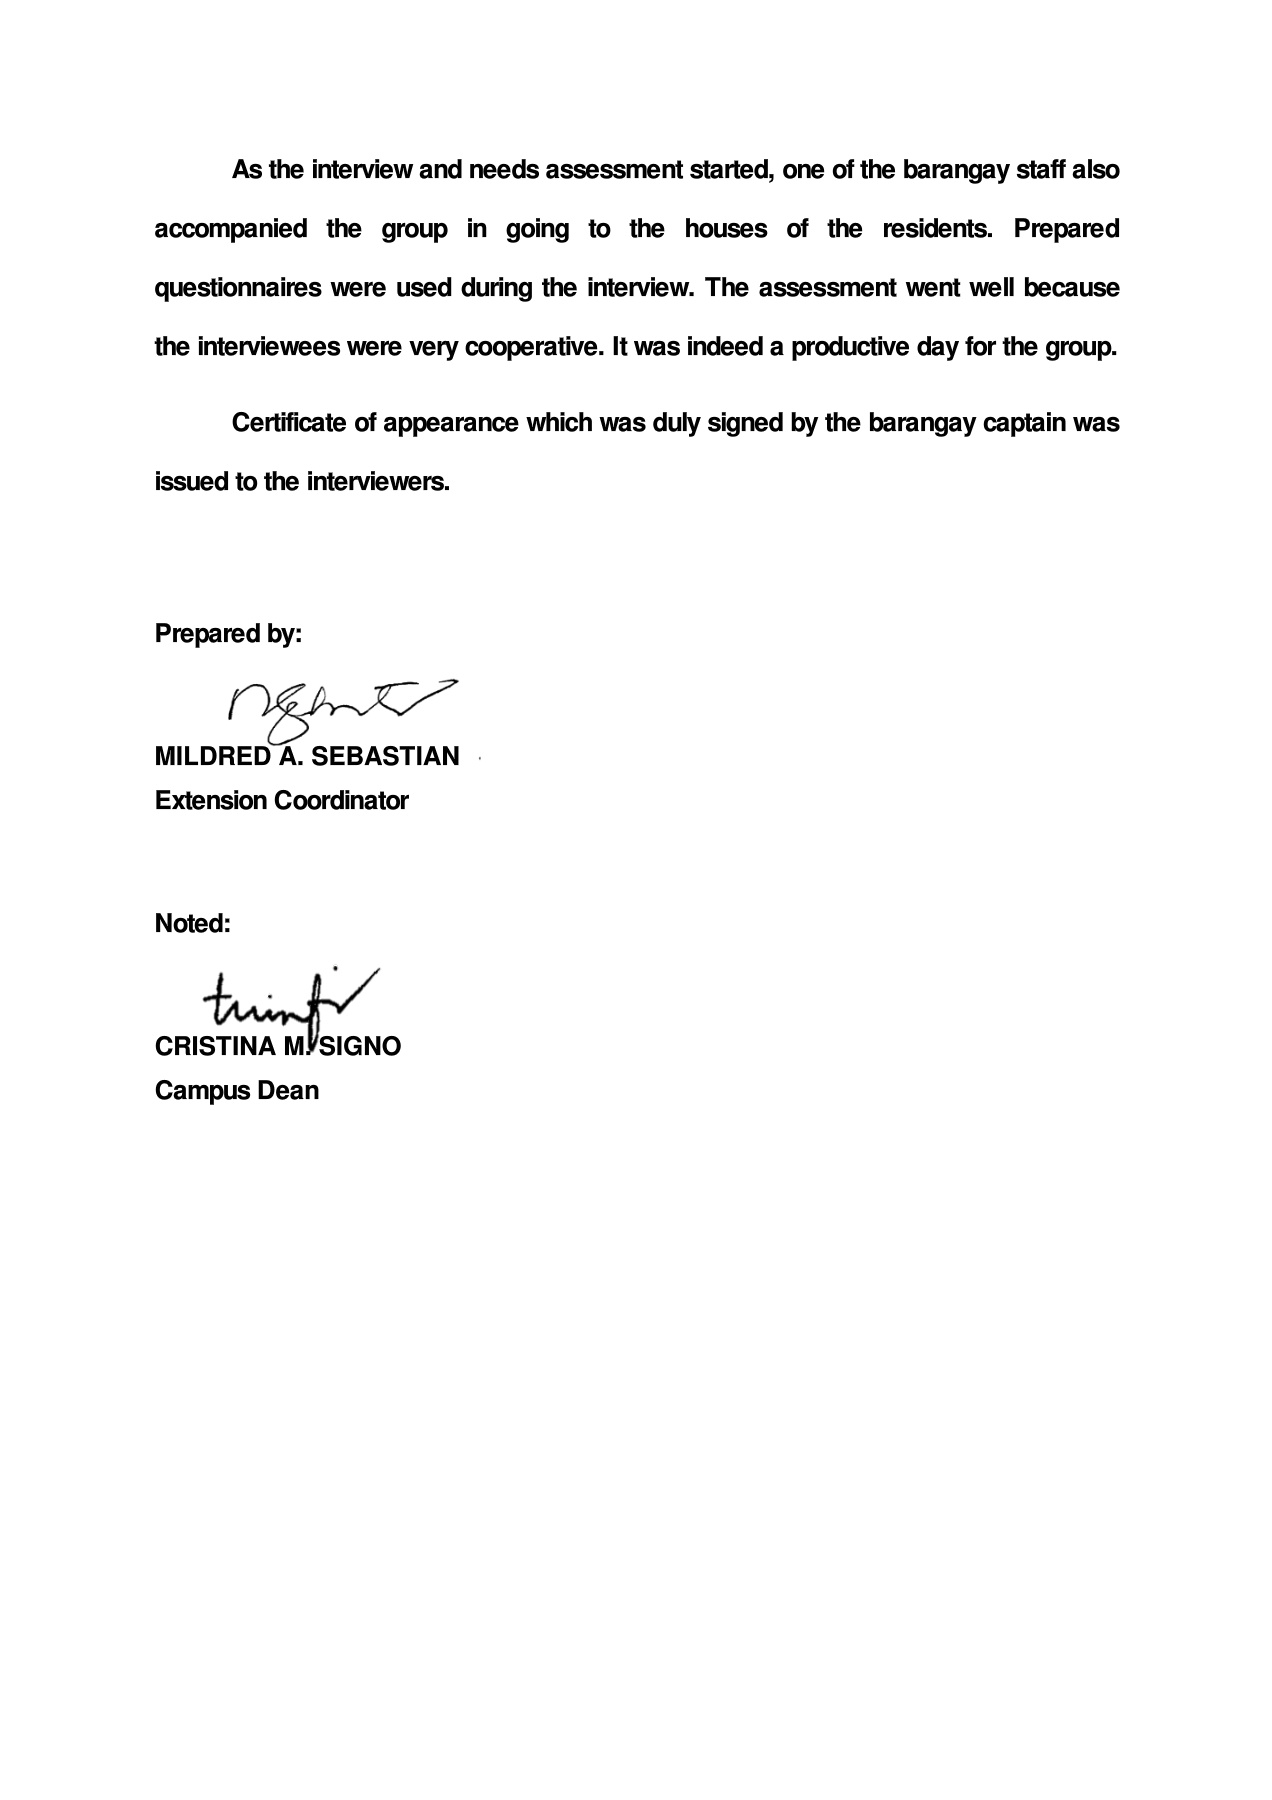 As the interview and needs assessment started, one of the barangay staff also
accompanied the group in going to the houses of the residents. Prepared
questionnaires were used during the interview. The assessment went well because
the interviewees were very cooperative. It was indeed a productive day for the group.
Certificate of appearance which was duly signed by the barangay captain was
issued to the interviewers.
Prepared by:
MILDRED A. SEBASTIAN
Extension Coordinator
Noted:
CRISTINA M. SIGNO
Campus Dean